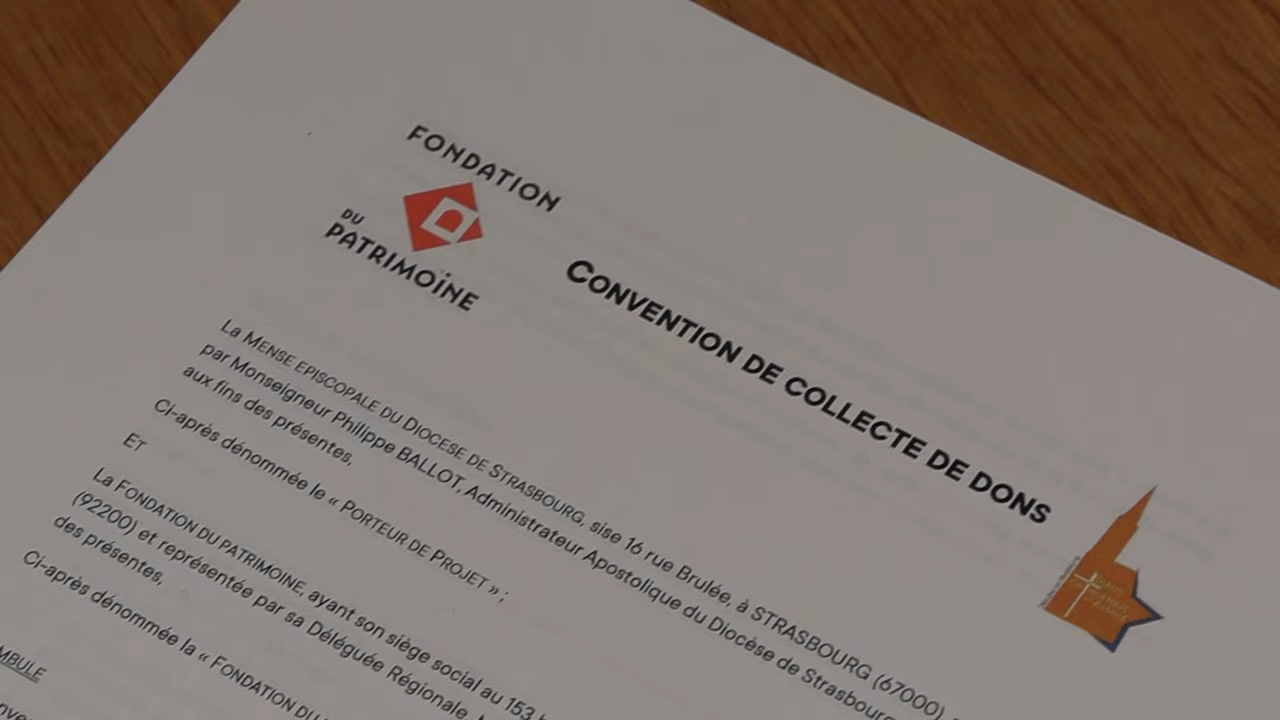 FONDATION
DU
PATRIMOINE
CONVENTION DE COLLECTE DE DONS
La MENSE EPISCOPALE DU DIOCESE DE STRASBOURG, sise 16 rue Brulée, à STRASBOURG (67000)
par Monseigneur Philippe BALLOT, Administrateur Apostolique du Diocèse de Strasbourg
aux fins des présentes,
Ci-après dénommée le « PORTEUR DE PROJET » ;
ET
La FONDATION DU PATRIMOINE, ayant son siège social au 153
(92200) et représentée par sa Déléguée Régionale,
des présentes,
Ci-après dénommée la « FONDATION DU